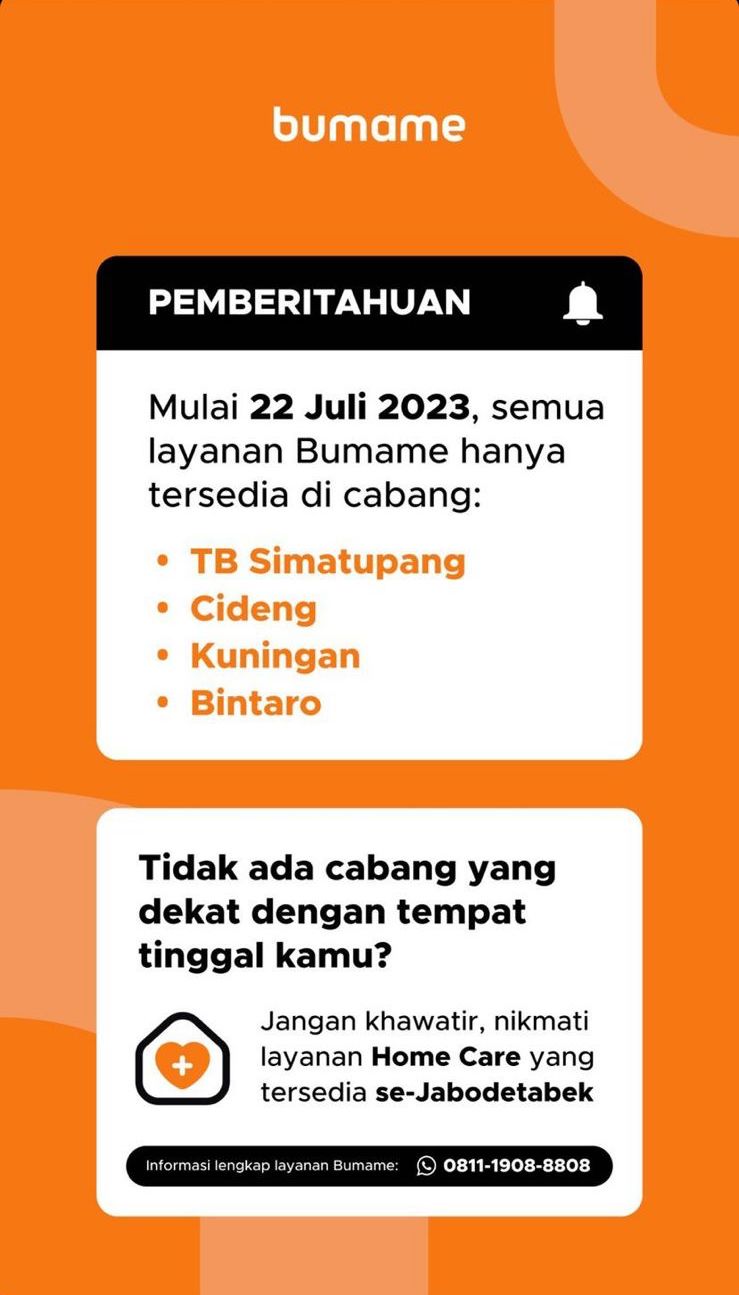 bumame
PEMBERITAHUAN
Mulai 22 Juli 2023, semua
layanan Bumame hanya
tersedia di cabang:
• TB Simatupang
• Cideng
• Kuningan
• Bintaro
Tidak ada cabang yang
dekat dengan tempat
tinggal kamu?
Jangan khawatir, nikmati
layanan Home Care yang
tersedia se-Jabodetabek
Informasi lengkap layanan Bumame: 0811-1908-8808